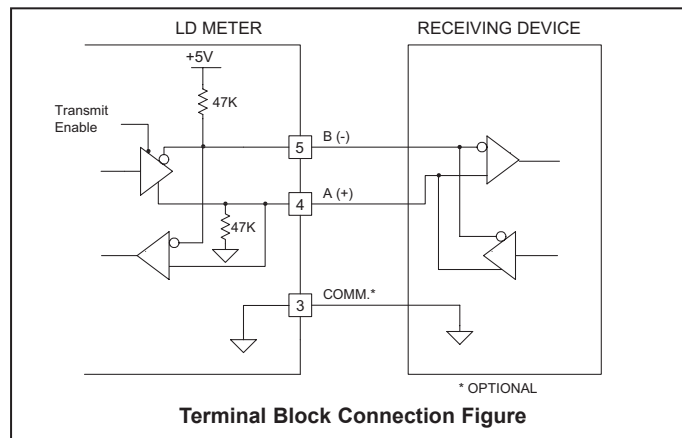 LD METER
RECEIVING DEVICE
+5V
47K
Transmit
Enable
5
B (-)
4
A (+)
47K
3
COMM.*
* OPTIONAL
Terminal Block Connection Figure